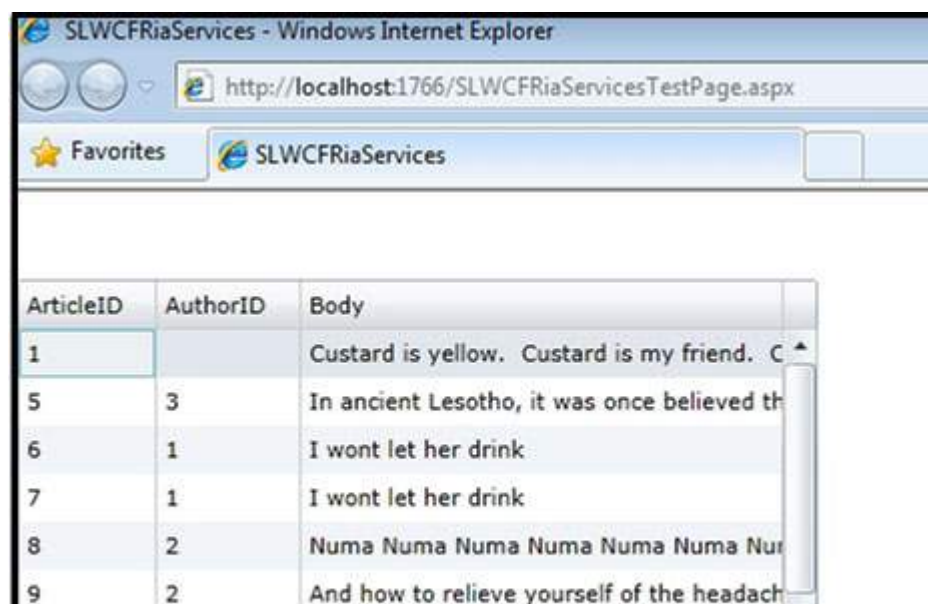 SLWCFRiaServices - Windows Internet Explorer
http://localhost:1766/SLWCFRiaServicesTestPage.aspx
Favorites SLWCFRiaServices
ArticleID AuthorID Body
1 Custard is yellow. Custard is my friend. C
5 3 In ancient Lesotho, it was once believed th
6 1 I wont let her drink
7 1 I wont let her drink
8 2 Numa Numa Numa Numa Numa Numa Nu
9 2 And how to relieve yourself of the headach